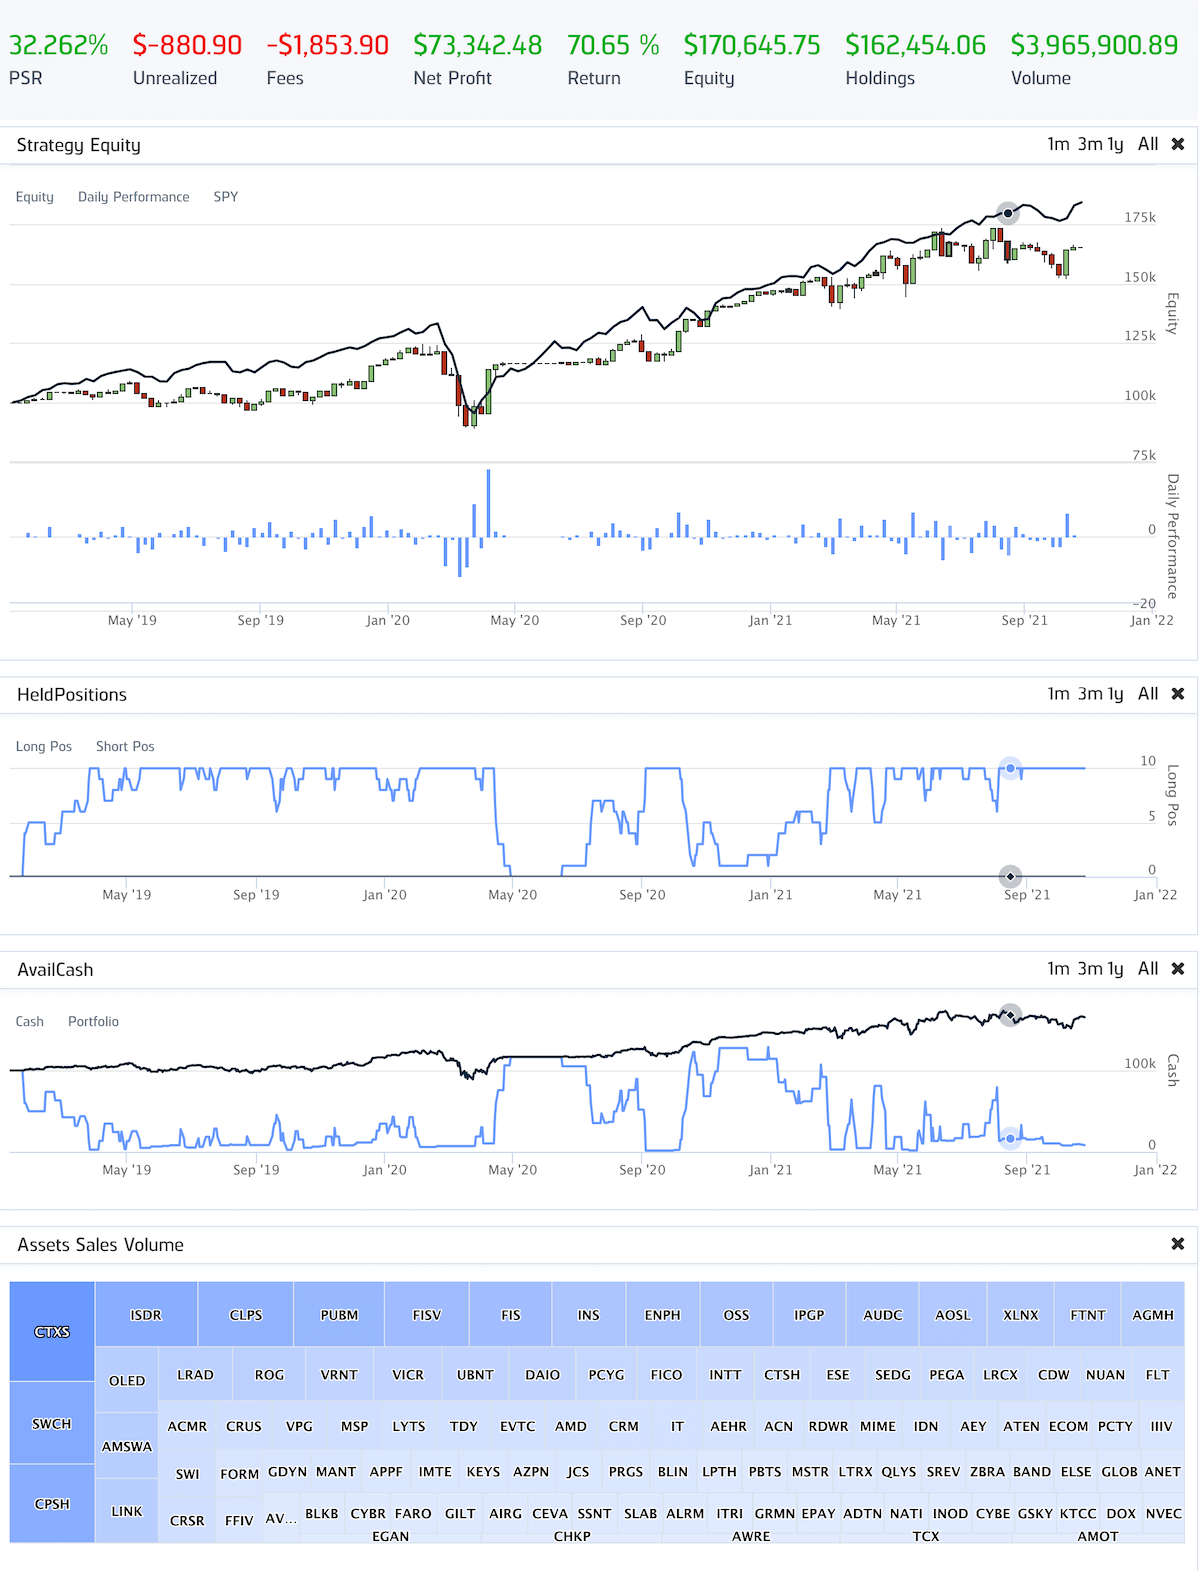 32.262% $-880.90 -$1,853.90 $73,342.48 70.65 % $170,645.75 $162,454.06 $3,965,900.89
PSR Unrealized Fees Net Profit Return Equity Holdings Volume
Strategy Equity 1m 3m 1y All ✖
Equity Daily Performance SPY
175k
150k
Equity
125k
100k
75k
Daily Performance
0
-20
May '19 Sep '19 Jan '20 May '20 Sep '20 Jan '21 May '21 Sep '21 Jan '22
HeldPositions 1m 3m 1y All ✖
Long Pos Short Pos
10
Long Pos
5
0
May '19 Sep '19 Jan '20 May '20 Sep '20 Jan '21 May '21 Sep '21 Jan '22
AvailCash 1m 3m 1y All ✖
Cash Portfolio
100k
Cash
0
May '19 Sep '19 Jan '20 May '20 Sep '20 Jan '21 May '21 Sep '21 Jan '22
Assets Sales Volume ✖
CTXS ISDR CLPS PUBM FISV FIS INS ENPH OSS IPGP AUDC AOSL XLNX FTNT AGMH
OLED LRAD ROG VRNT VICR UBNT DAIO PCYG FICO INTT CTSH ESE SEDG PEGA LRCX CDW NUAN FLT
SWCH AMSWA ACMR CRUS VPG MSP LYTS TDY EVTC AMD CRM IT AEHR ACN RDWR MIME IDN AEY ATEN ECOM PCTY IIIV
SWI FORM GDYN MANT APPF IMTE KEYS AZPN JCS PRGS BLIN LPTH PBTS MSTR LTRX QLYS SREV ZBRA BAND ELSE GLOB ANET
CPSH LINK CRSR FFIV AV... BLKB CYBR FARO GILT AIRG CEVA SSNT SLAB ALRM ITRI GRMN EPAY ADTN NATI INOD CYBE GSKY KTCC DOX NVEC
EGAN CHKP AWRE TCX AMOT